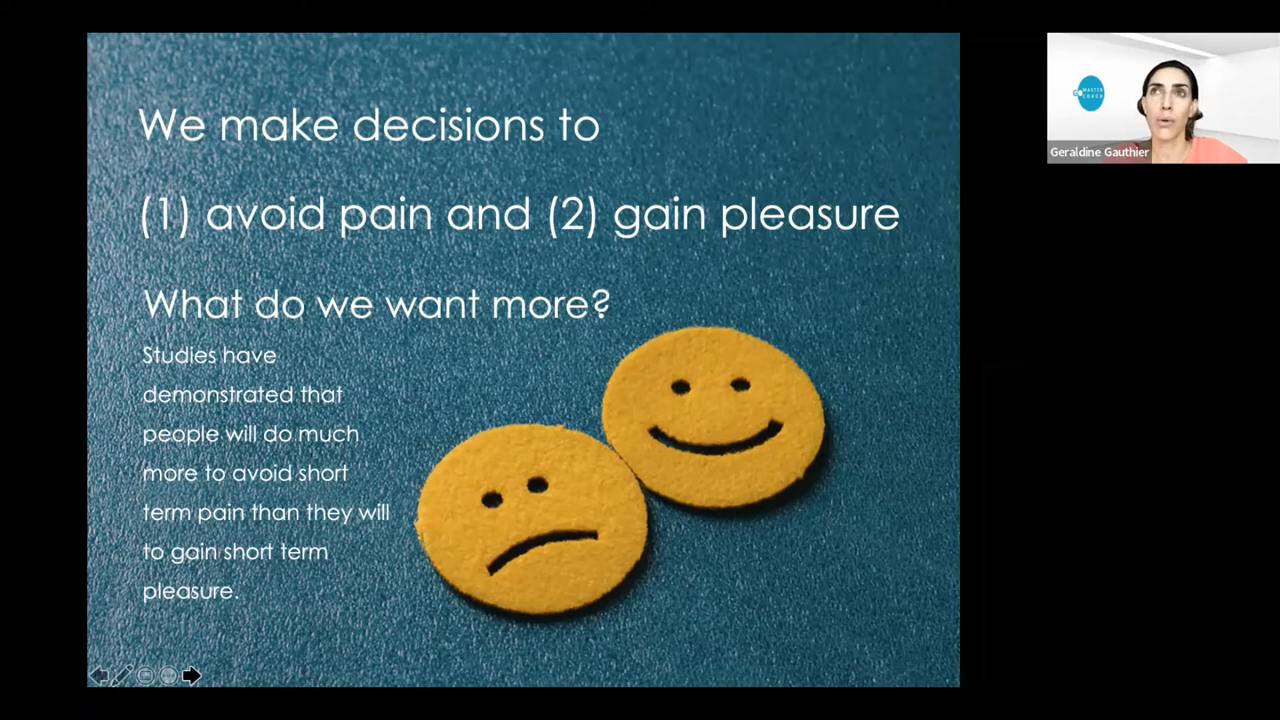 We make decisions to
(1) avoid pain and (2) gain pleasure
What do we want more?
Studies have
demonstrated that
people will do much
more to avoid short
term pain than they will
to gain short term
pleasure.
MASTER
COACH
Geraldine Gauthier